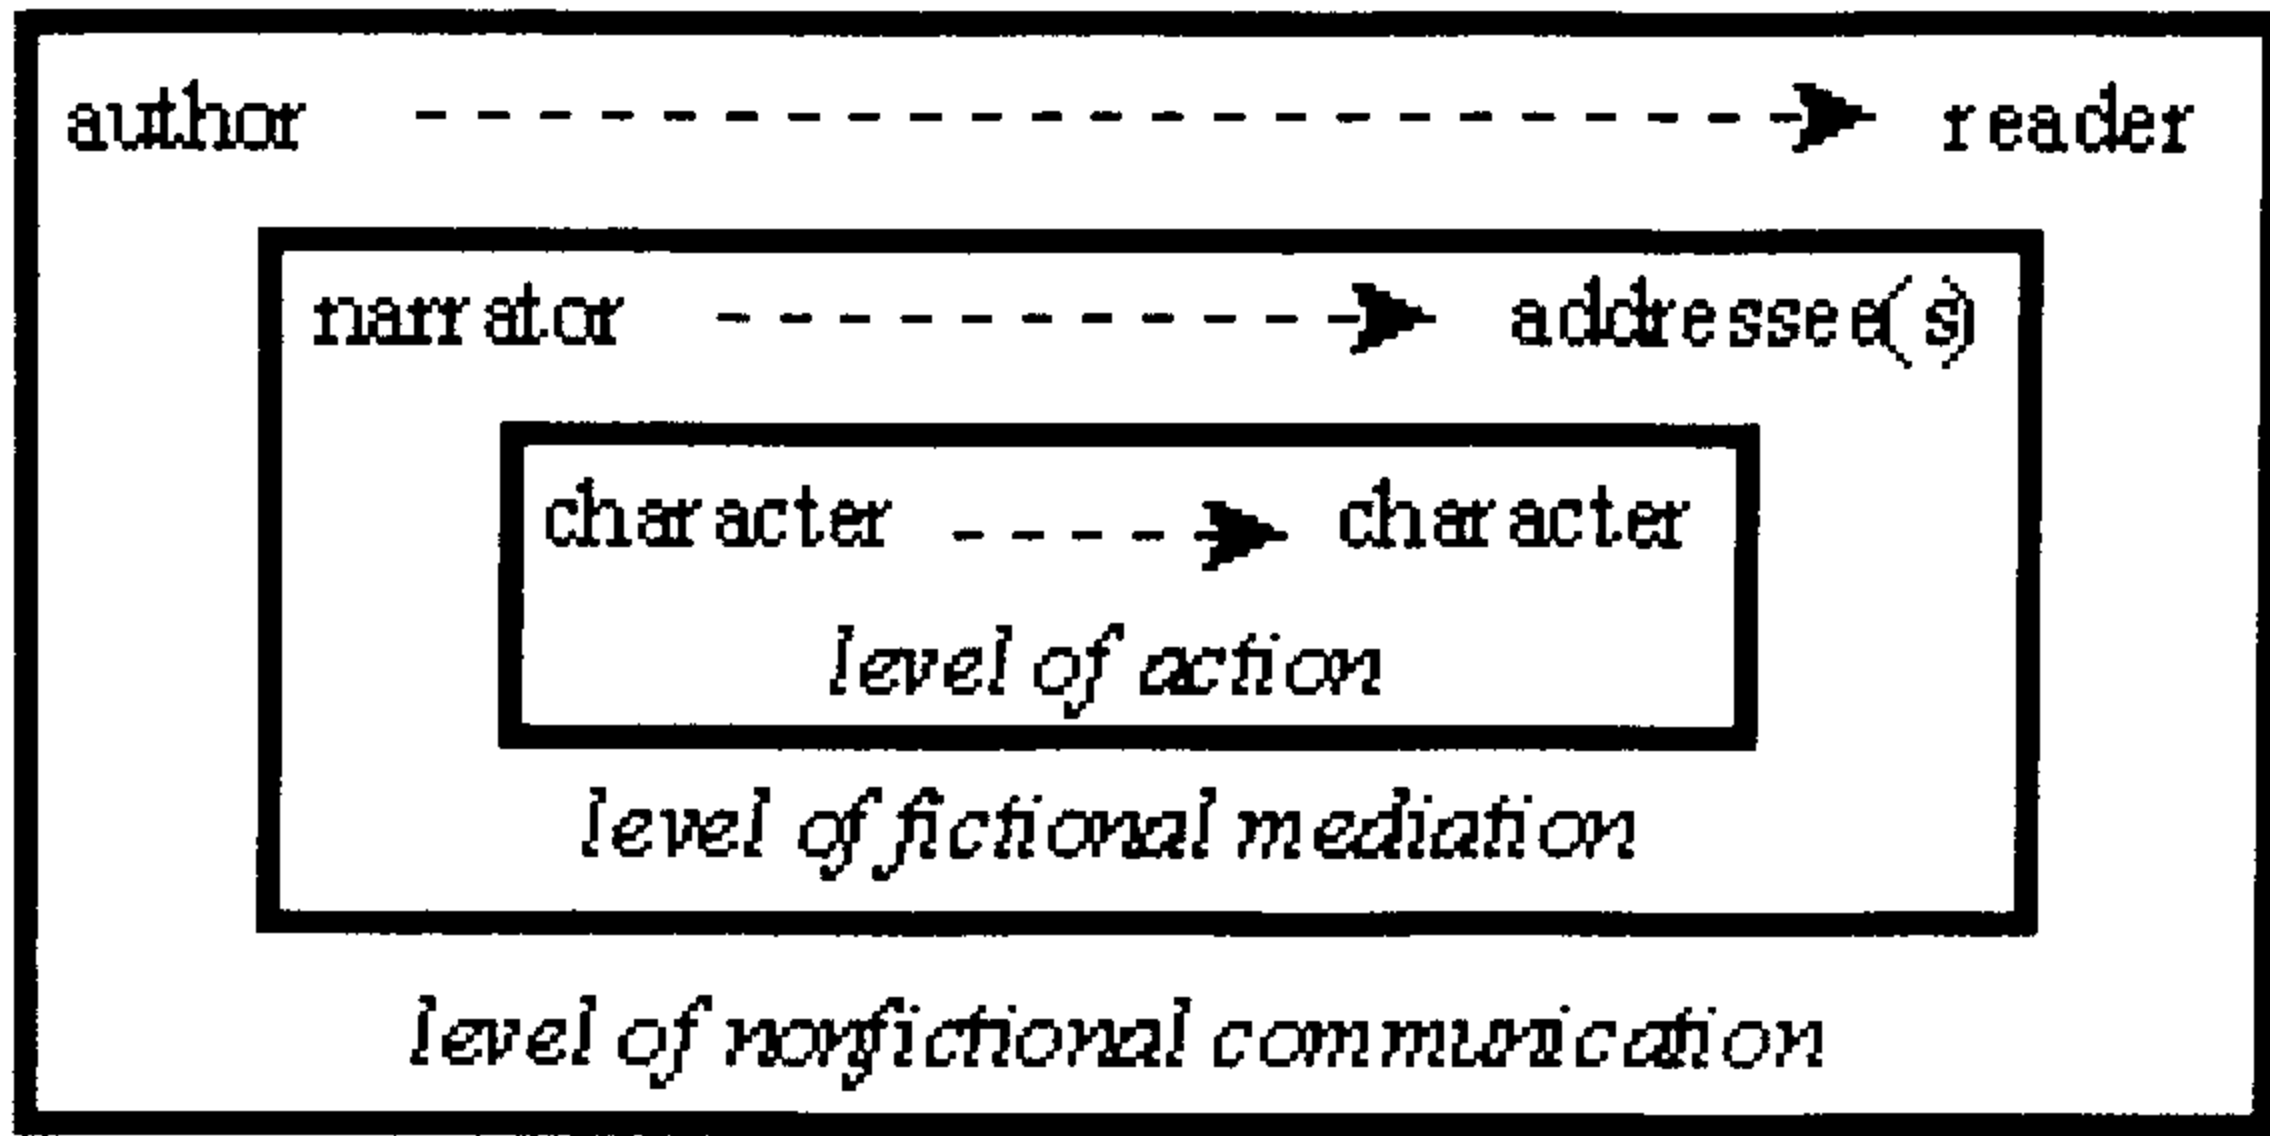 author reader
narrator addressee(s)
character character
level of action
level of fictional mediation
level of nonfictional communication